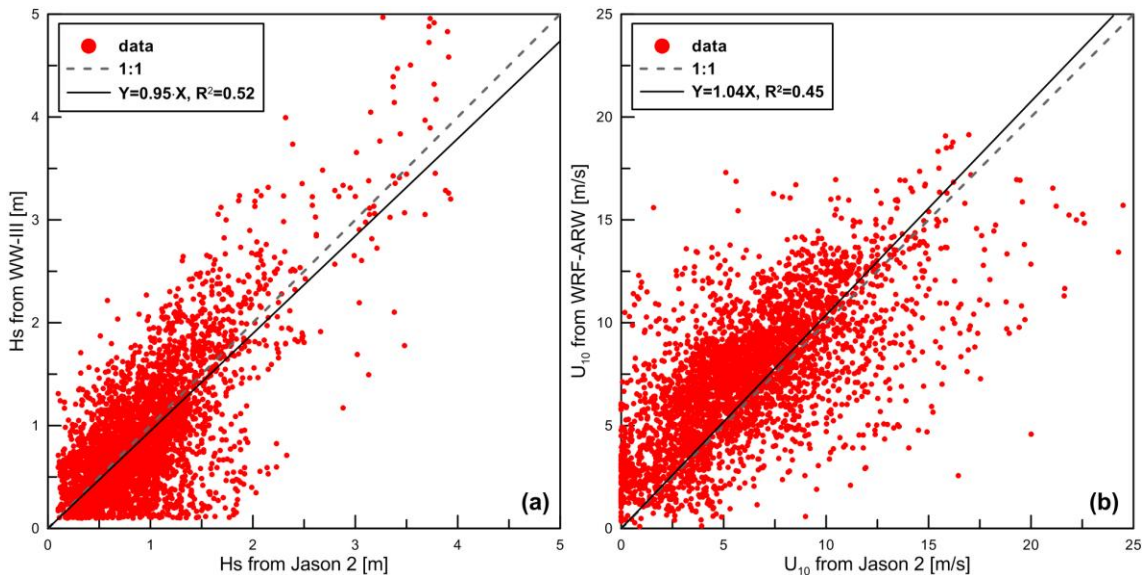 5
4
3
2
1
0
Hs from WW-III [m]
data
1:1
Y=0.95·X, R²=0.52
(a)
0 1 2 3 4 5
Hs from Jason 2 [m]
25
20
15
10
5
0
U₁₀ from WRF-ARW [m/s]
data
1:1
Y=1.04X, R²=0.45
(b)
0 5 10 15 20 25
U₁₀ from Jason 2 [m/s]